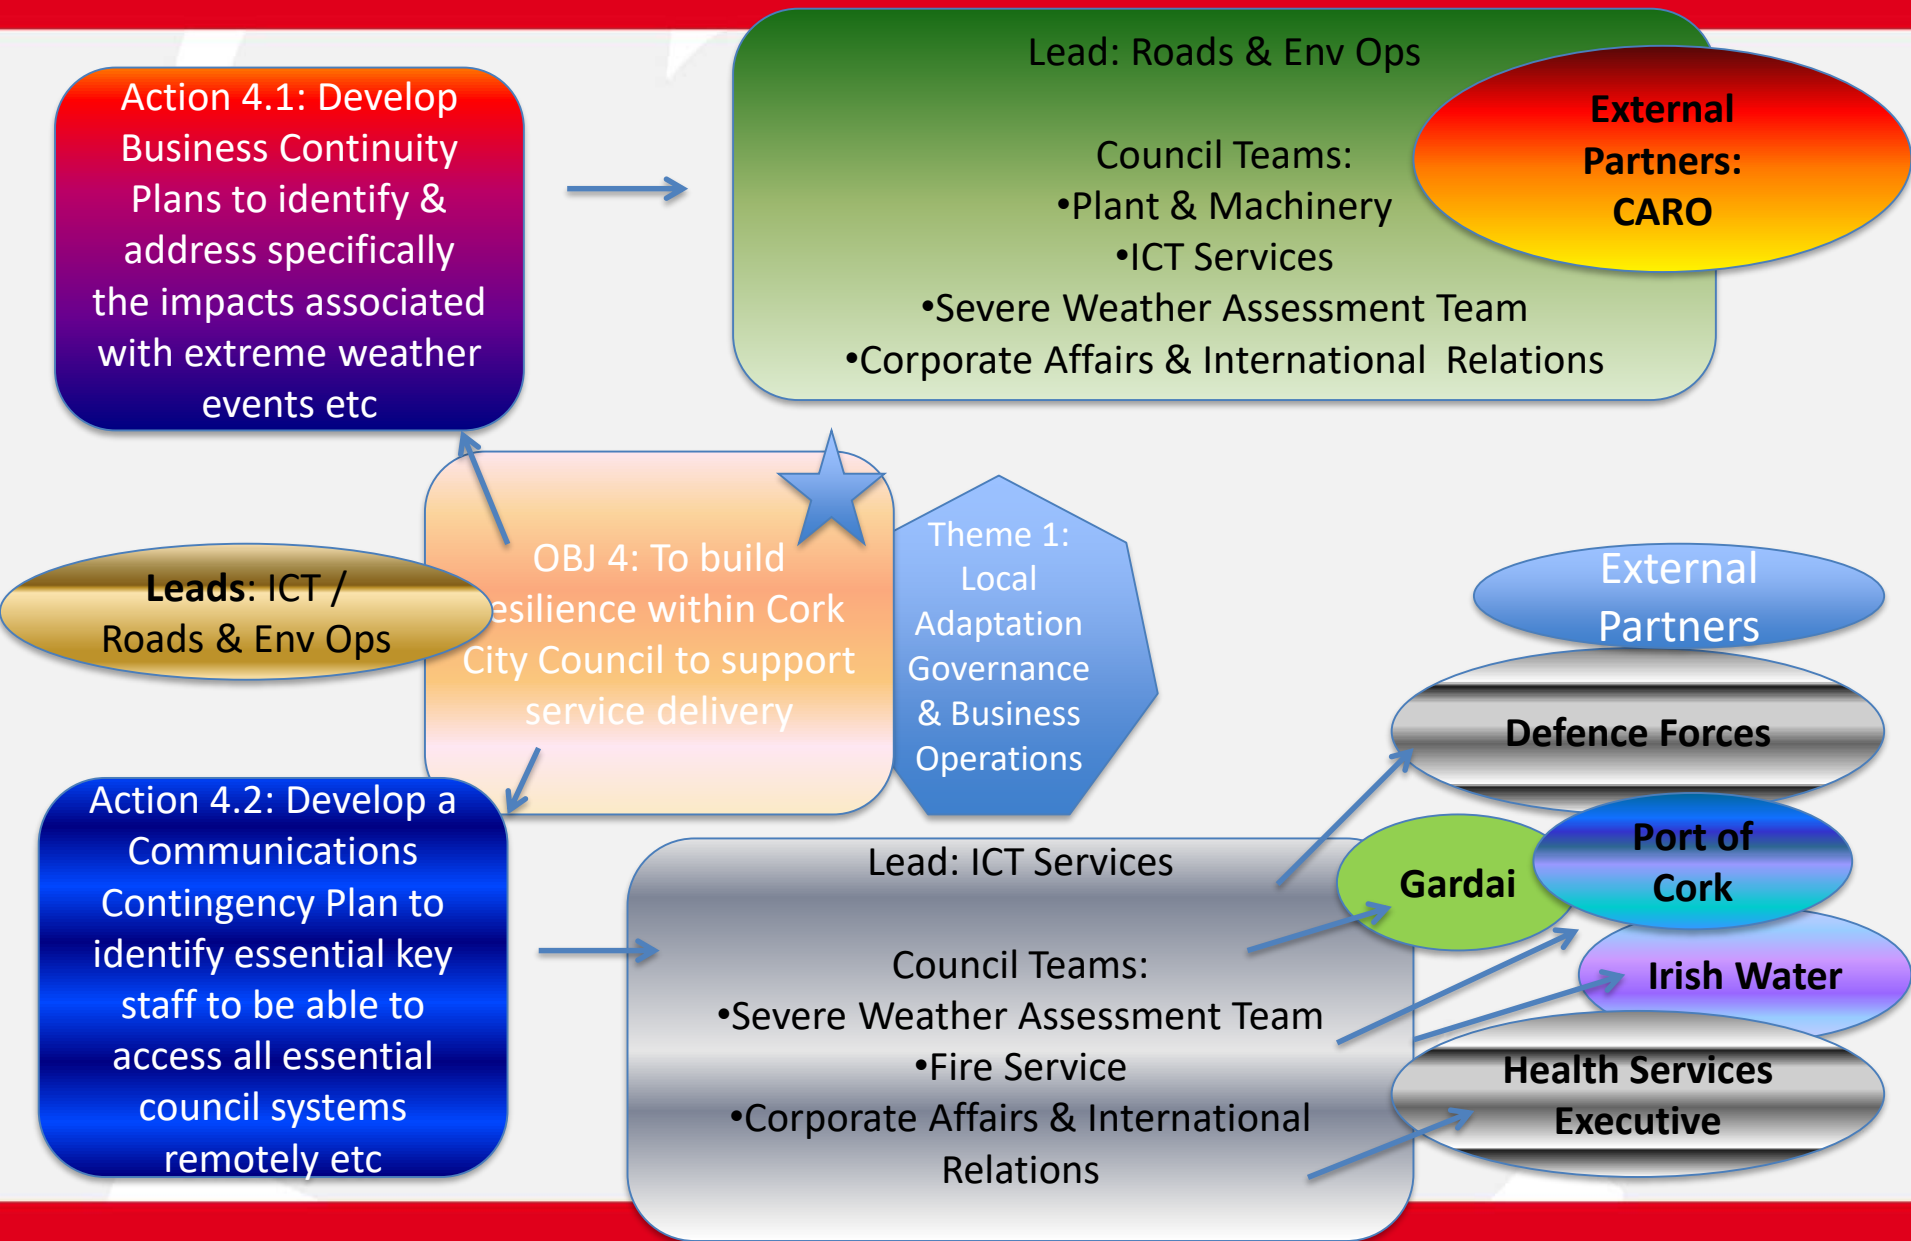 Action 4.1: Develop
Business Continuity
Plans to identify &
address specifically
the impacts associated
with extreme weather
events etc
Lead: Roads & Env Ops
Council Teams:
•Plant & Machinery
•ICT Services
•Severe Weather Assessment Team
•Corporate Affairs & International  Relations
External
Partners:
CARO
Leads: ICT /
Roads & Env Ops
OBJ 4: To build
esilience within Cork
City Council to support
service delivery
Theme 1:
Local
Adaptation
Governance
& Business
Operations
Action 4.2: Develop a
Communications
Contingency Plan to
identify essential key
staff to be able to
access all essential
council systems
remotely etc
Lead: ICT Services
Council Teams:
•Severe Weather Assessment Team
•Fire Service
•Corporate Affairs & International
Relations
External
Partners
Defence Forces
Gardai
Port of
Cork
Irish Water
Health Services
Executive